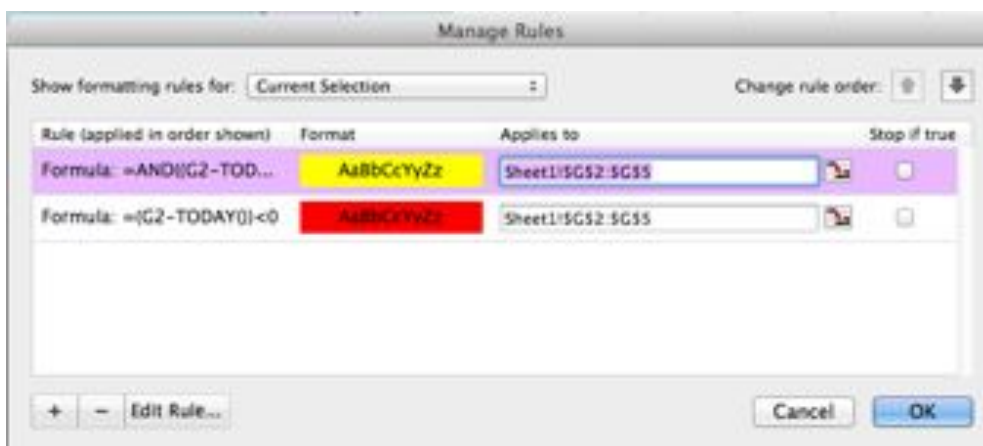 Manage Rules
Show formatting rules for: Current Selection Change rule order:
Rule (applied in order shown) Format Applies to Stop if true
Formula: =AND((G2-TOD... AaBbCcYyZz Sheet1!$G$2:$G$5
Formula: =(G2-TODAY())<0 AaBbCcYyZz Sheet1!$G$2:$G$5
+ - Edit Rule... Cancel OK